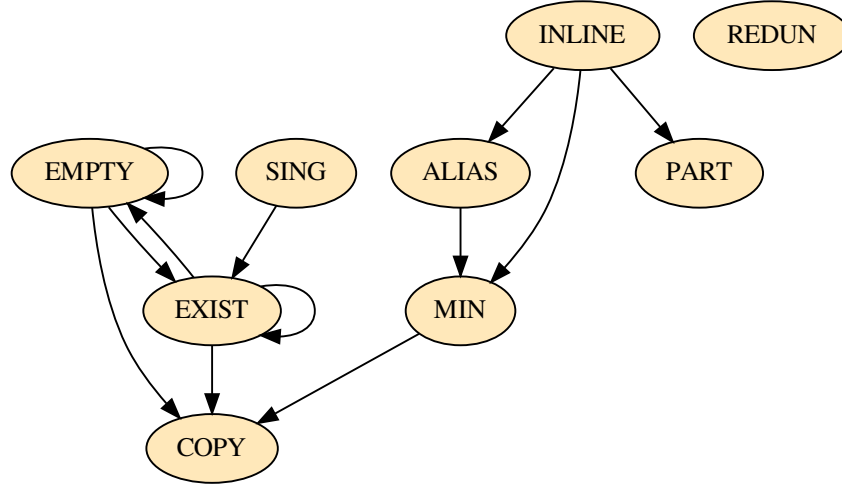 INLINE
REDUN
EMPTY
SING
ALIAS
PART
EXIST
MIN
COPY